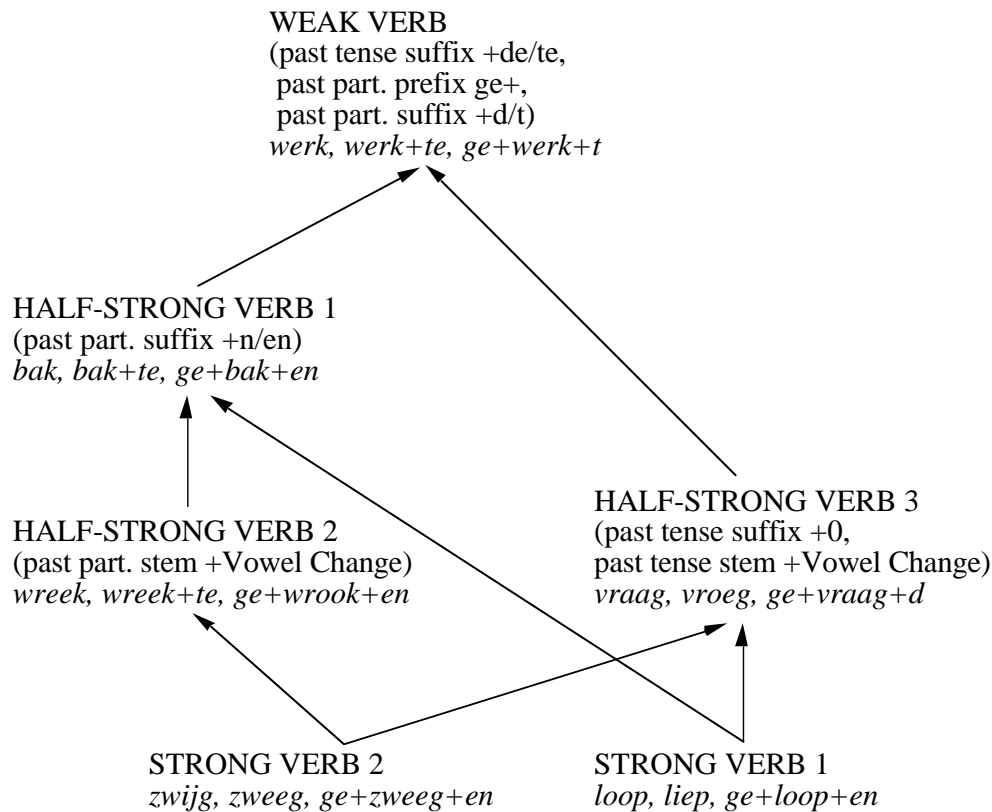 WEAK VERB
(past tense suffix +de/te,
past part. prefix ge+,
past part. suffix +d/t)
werk, werk+te, ge+werk+t
HALF-STRONG VERB 1
(past part. suffix +n/en)
bak, bak+te, ge+bak+en
HALF-STRONG VERB 2
(past part. stem +Vowel Change)
wreek, wreek+te, ge+wrook+en
HALF-STRONG VERB 3
(past tense suffix +0,
past tense stem +Vowel Change)
vraag, vroeg, ge+vraag+d
STRONG VERB 2
zwijg, zweeg, ge+zweeg+en
STRONG VERB 1
loop, liep, ge+loop+en